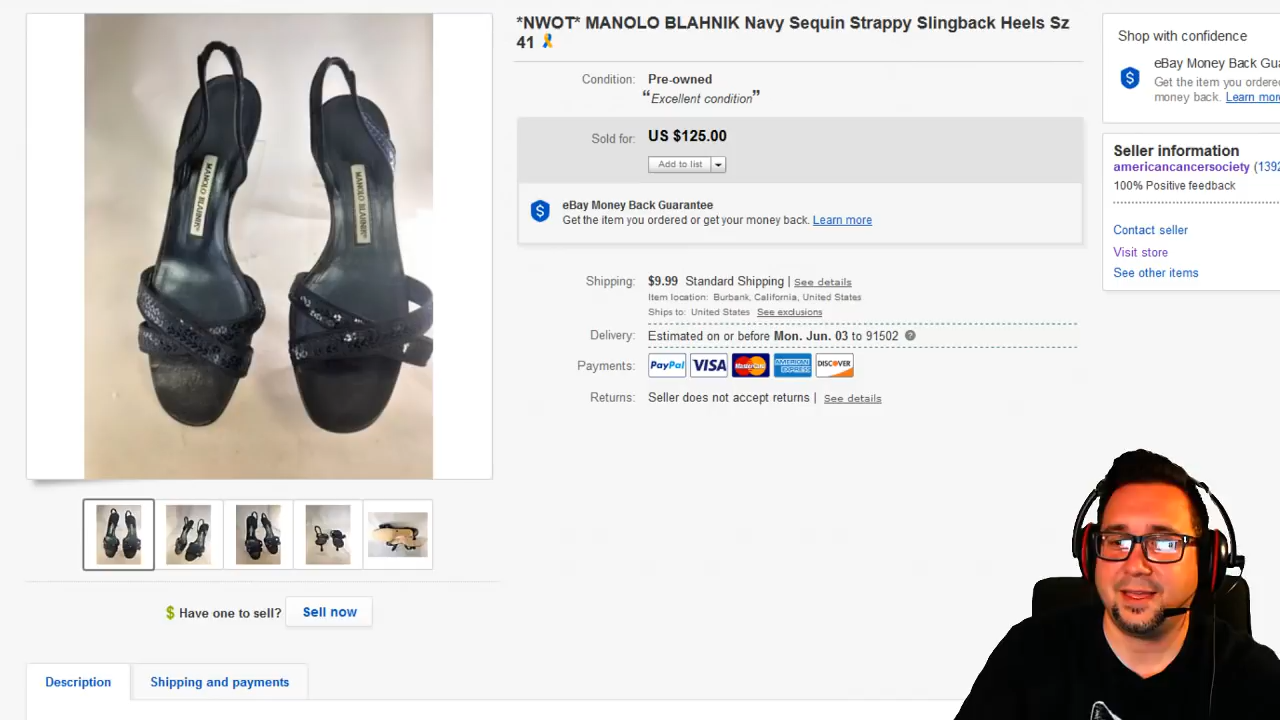 *NWOT* MANOLO BLAHNIK Navy Sequin Strappy Slingback Heels Sz
41
Condition: Pre-owned
“Excellent condition”
Sold for: US $125.00
Add to list
eBay Money Back Guarantee
Get the item you ordered or get your money back. Learn more
Shipping: $9.99 Standard Shipping | See details
Item location: Burbank, California, United States
Ships to: United States See exclusions
Delivery: Estimated on or before Mon. Jun. 03 to 91502
Payments: PayPal VISA MasterCard AMERICAN EXPRESS DISCOVER
Returns: Seller does not accept returns | See details
Shop with confidence
eBay Money Back Gua
Get the item you ordered
money back. Learn more
Seller information
americancancersociety (1392
100% Positive feedback
Contact seller
Visit store
See other items
MANOLO BLAHNIK
MANOLO BLAHNIK
$ Have one to sell? Sell now
Description Shipping and payments